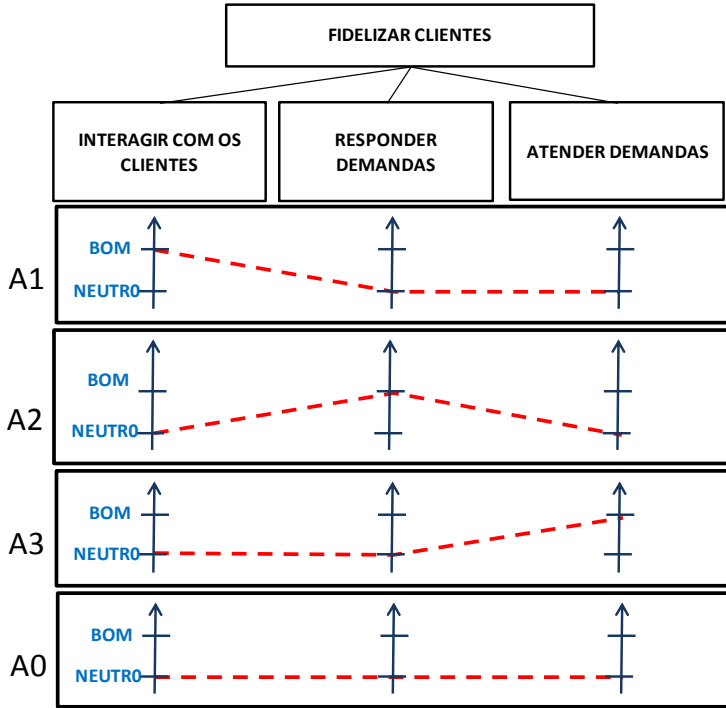 FIDELIZAR CLIENTES
INTERAGIR COM OS
CLIENTES
RESPONDER
DEMANDAS
ATENDER DEMANDAS
A1
BOM
NEUTR0
A2
BOM
NEUTR0
A3
BOM
NEUTR0
A0
BOM
NEUTR0